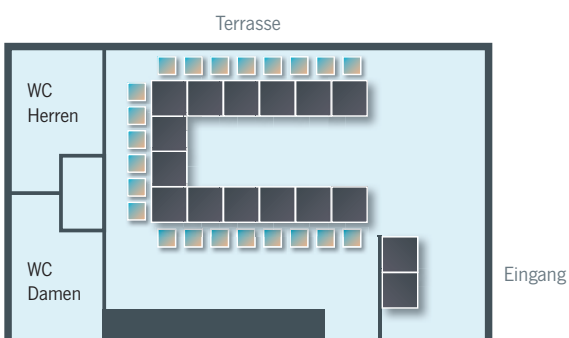 Terrasse
WC
Herren
WC
Damen
Eingang